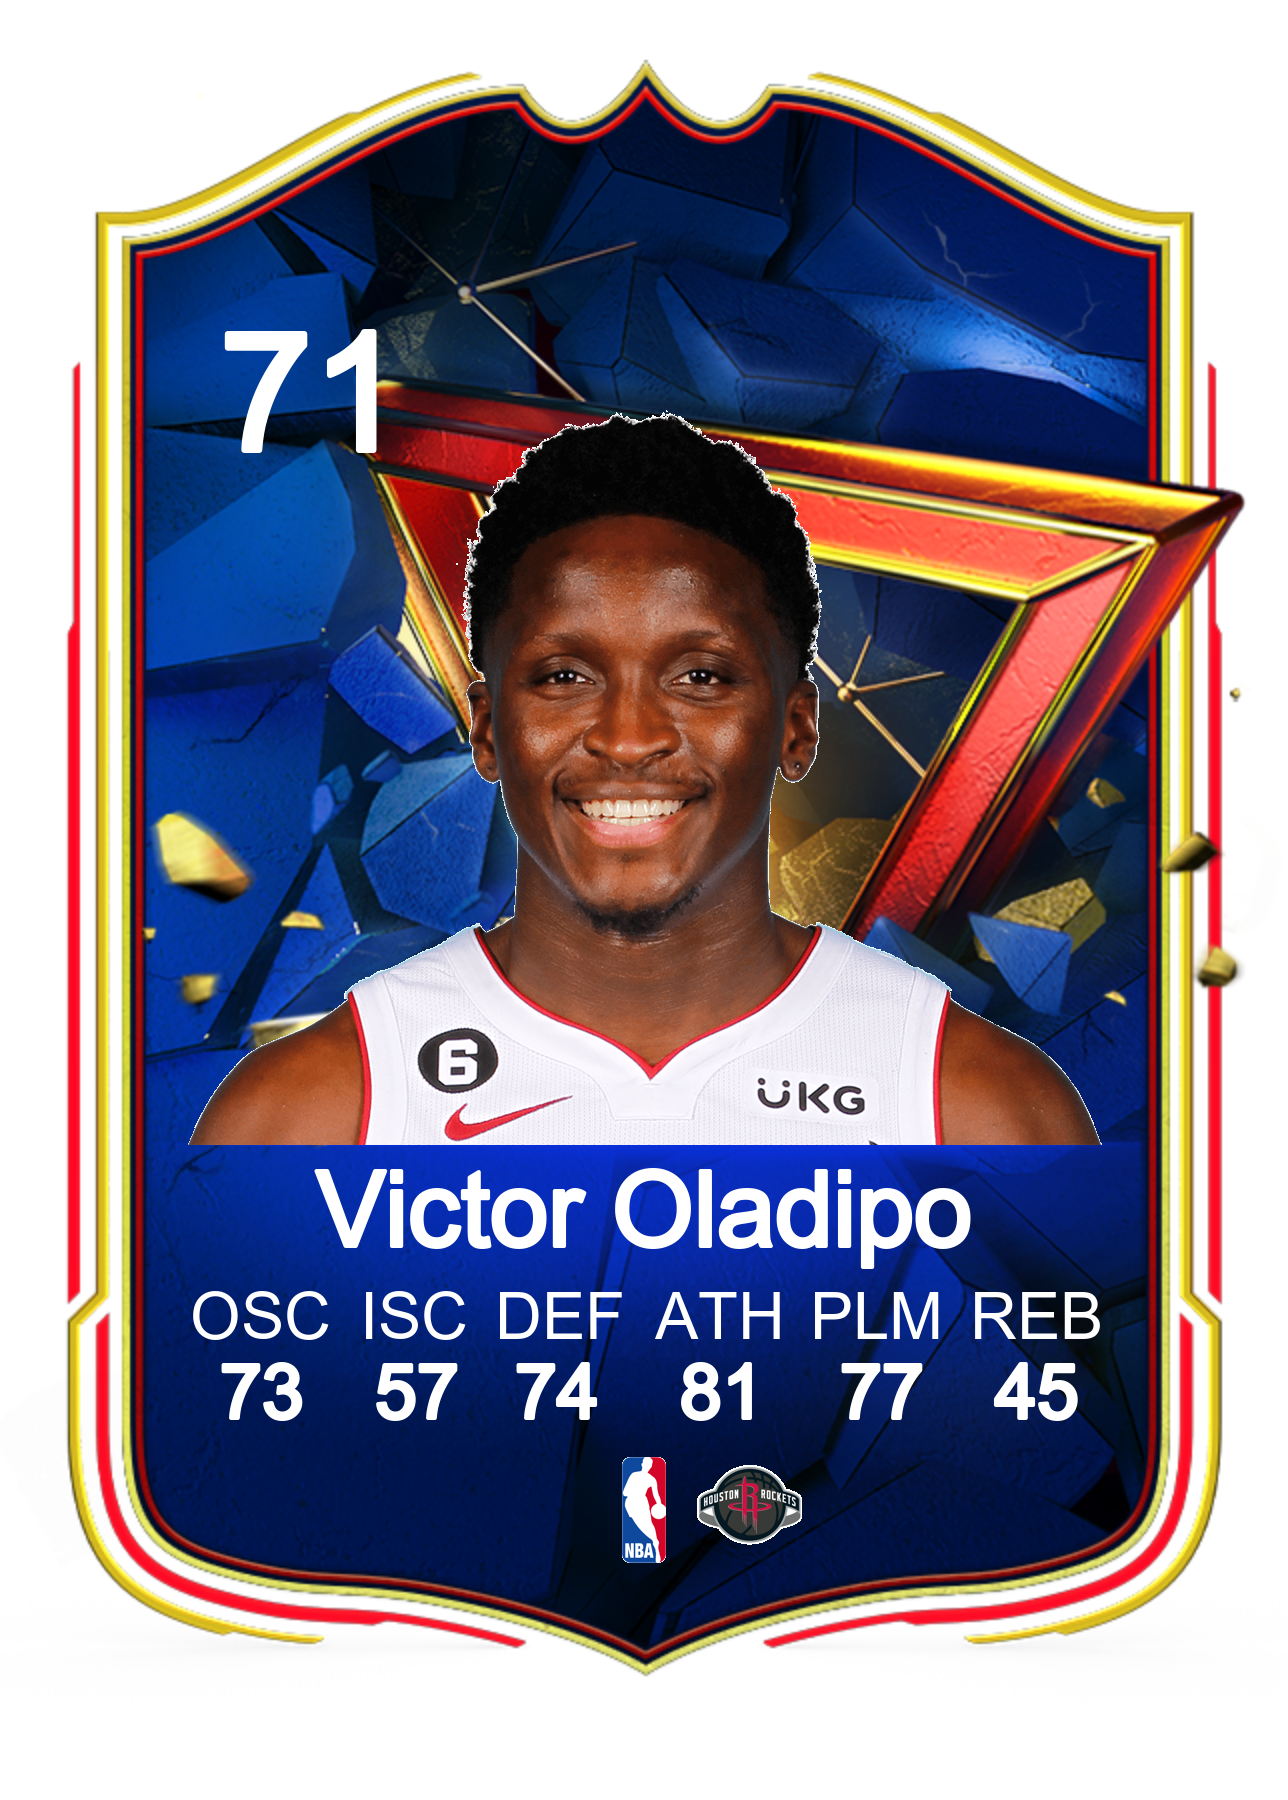 71
6
UKG
Victor Oladipo
OSC ISC DEF ATH PLM REB
73 57 74 81 77 45
NBA
HOUSTON R ROCKETS